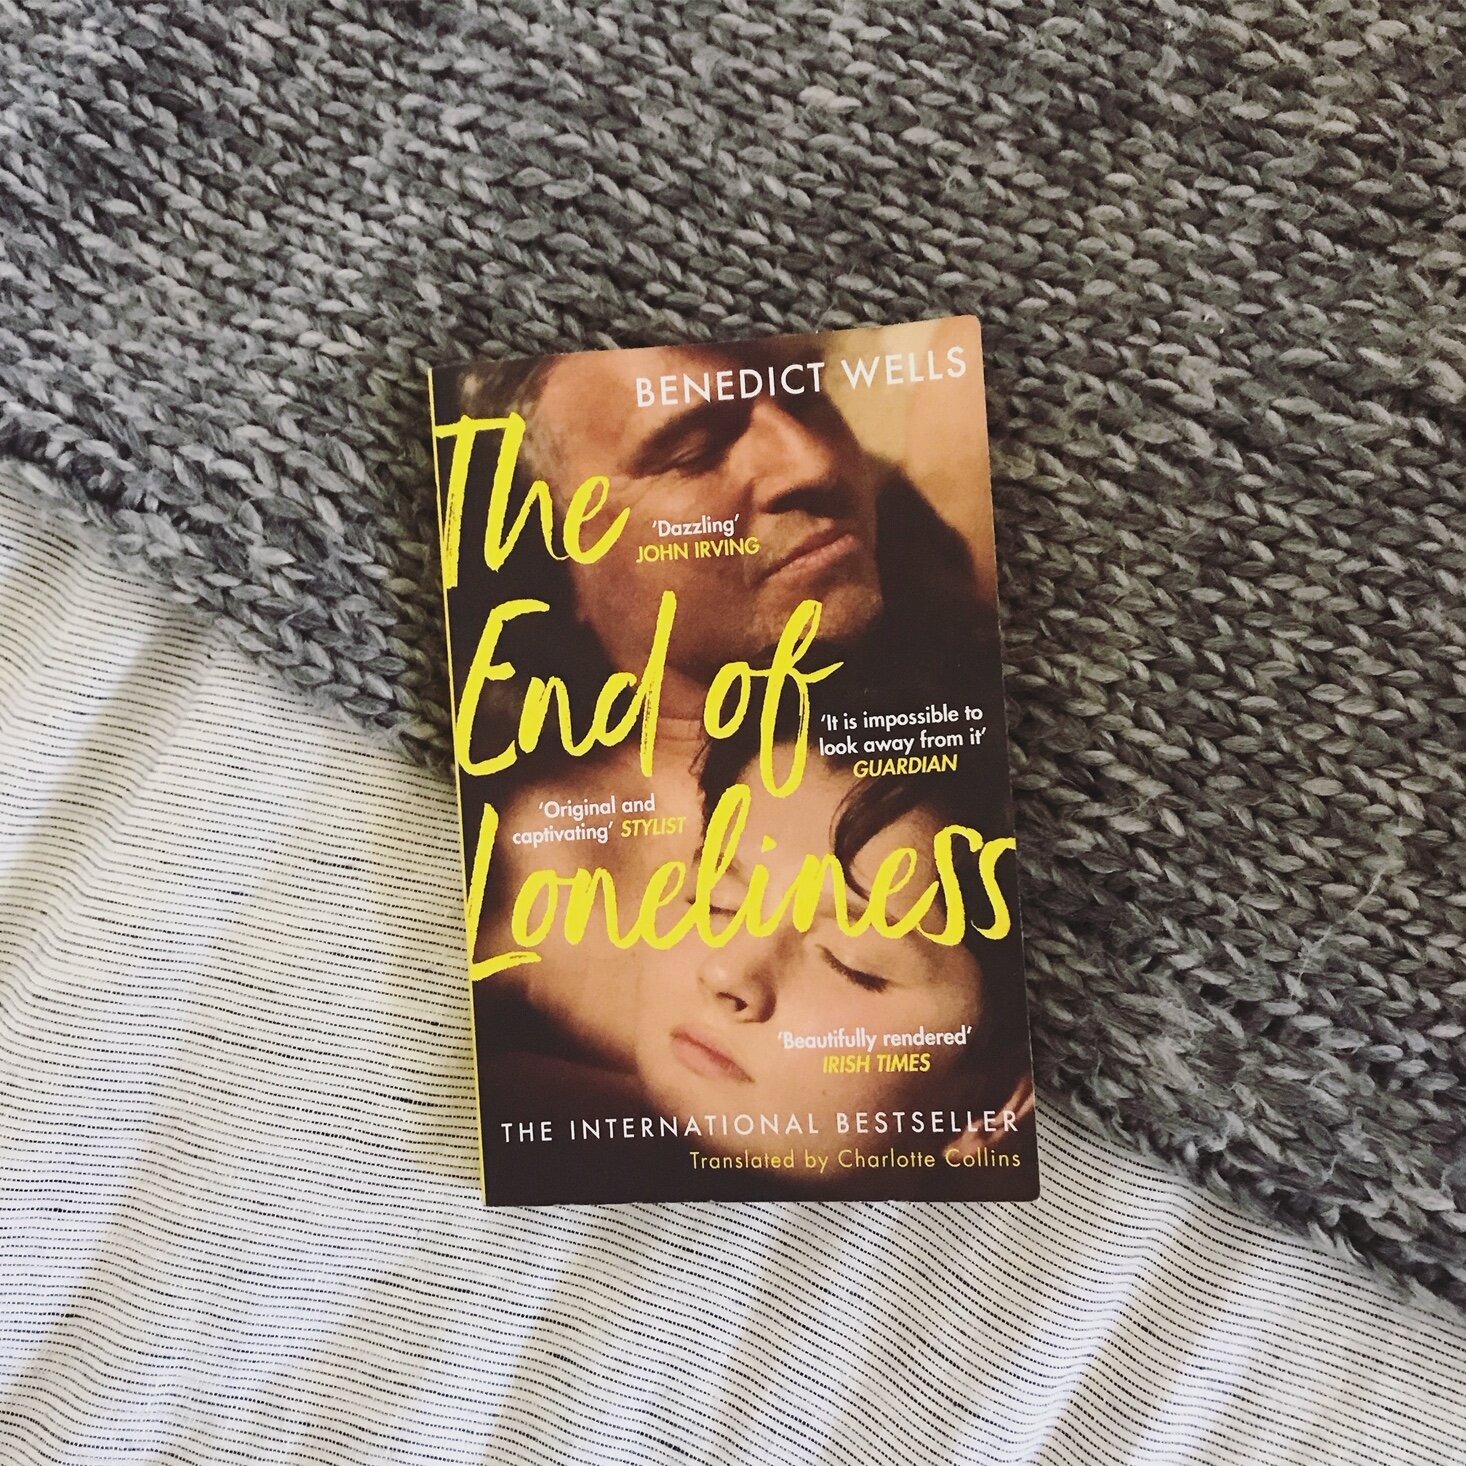 BENEDICT WELLS
The
'Dazzling'
JOHN IRVING
End of
'It is impossible to
look away from it'
GUARDIAN
'Original and
captivating' STYLIST
Loneliness
'Beautifully rendered'
IRISH TIMES
THE INTERNATIONAL BESTSELLER
Translated by Charlotte Collins